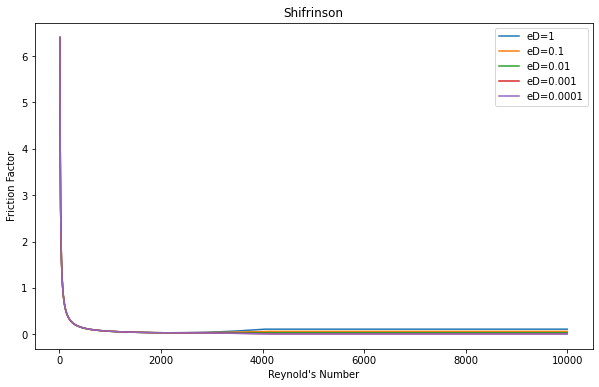 Shifrinson
eD=1
eD=0.1
eD=0.01
eD=0.001
eD=0.0001
Friction Factor
6
5
4
3
2
1
0
0 2000 4000 6000 8000 10000
Reynold's Number